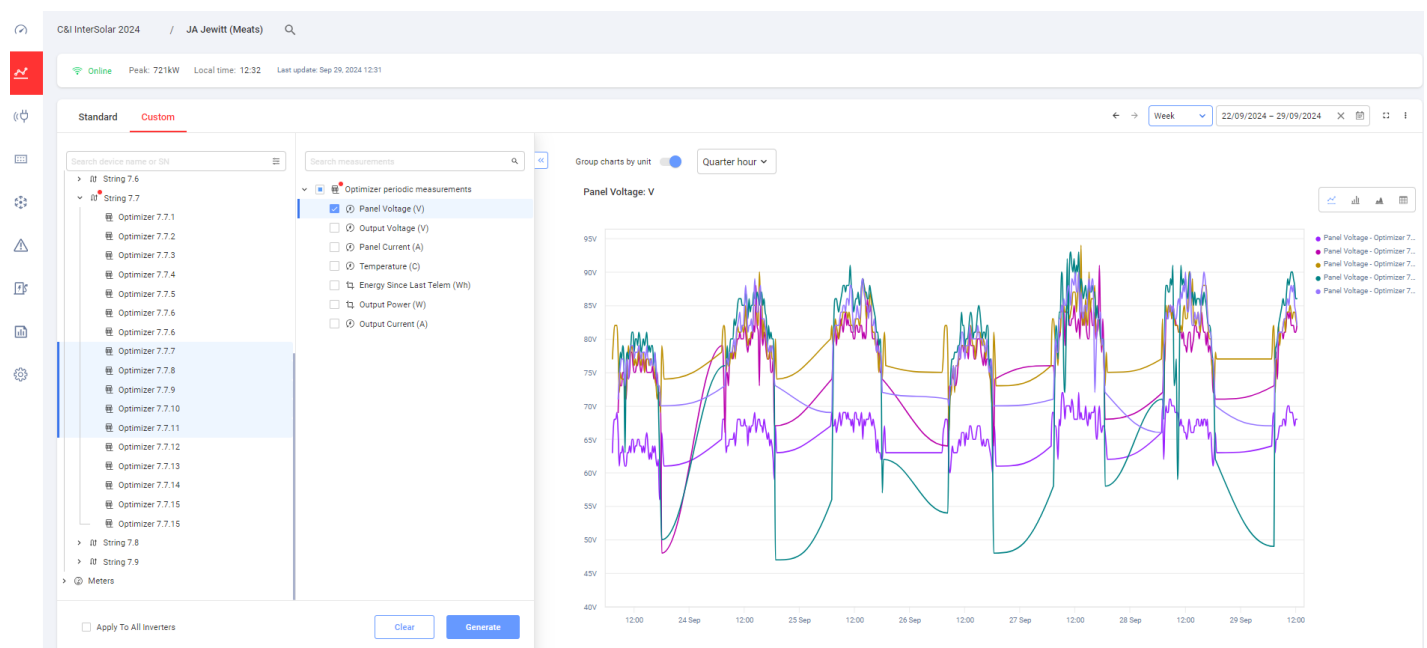 C&I InterSolar 2024 / JA Jewitt (Meats)
Online Peak: 721kW Local time: 12:32 Last update: Sep 29, 2024 12:31
Standard Custom
Week 22/09/2024 – 29/09/2024
Search device name or SN
String 7.6
String 7.7
Optimizer 7.7.1
Optimizer 7.7.2
Optimizer 7.7.3
Optimizer 7.7.4
Optimizer 7.7.5
Optimizer 7.7.6
Optimizer 7.7.6
Optimizer 7.7.7
Optimizer 7.7.8
Optimizer 7.7.9
Optimizer 7.7.10
Optimizer 7.7.11
Optimizer 7.7.12
Optimizer 7.7.13
Optimizer 7.7.14
Optimizer 7.7.15
Optimizer 7.7.15
String 7.8
String 7.9
Meters
Apply To All Inverters
Search measurements
Optimizer periodic measurements
Panel Voltage (V)
Output Voltage (V)
Panel Current (A)
Temperature (C)
Energy Since Last Telem (Wh)
Output Power (W)
Output Current (A)
Clear Generate
Group charts by unit Quarter hour
Panel Voltage: V
95V
90V
85V
80V
75V
70V
65V
60V
55V
50V
45V
40V
12:00 24 Sep 12:00 25 Sep 12:00 26 Sep 12:00 27 Sep 12:00 28 Sep 12:00 29 Sep 12:00
Panel Voltage - Optimizer 7...
Panel Voltage - Optimizer 7...
Panel Voltage - Optimizer 7...
Panel Voltage - Optimizer 7...
Panel Voltage - Optimizer 7...